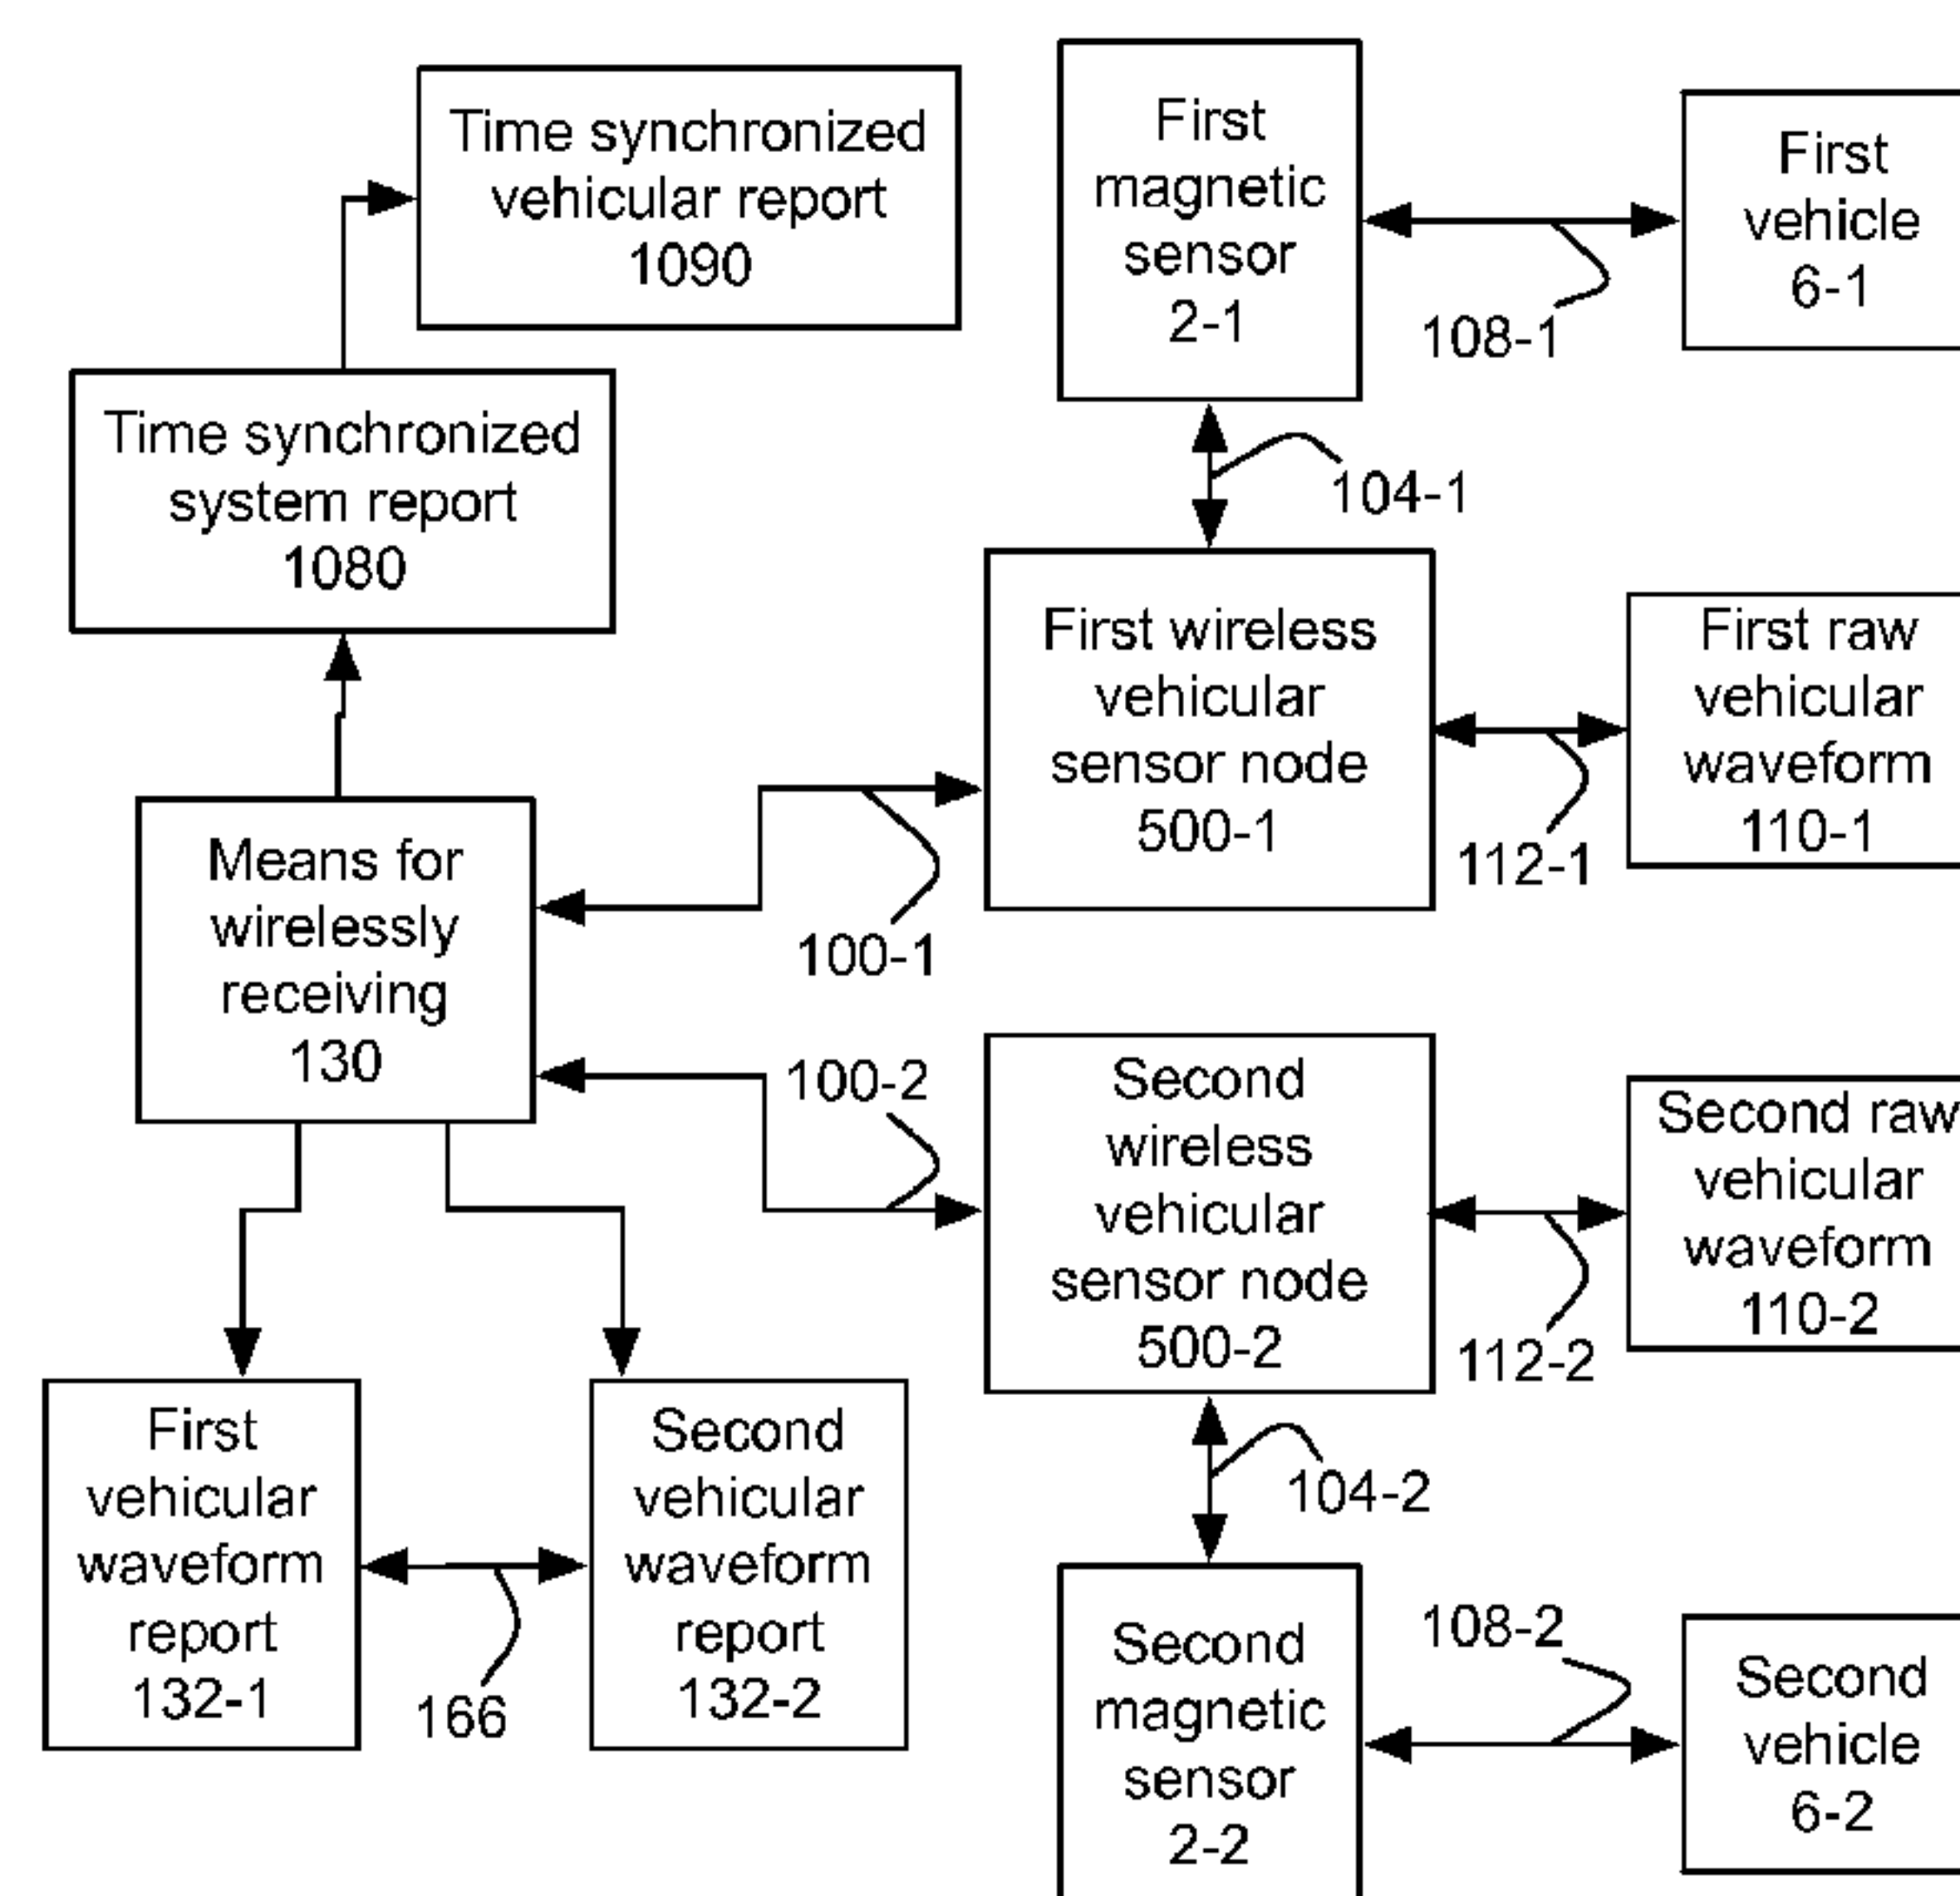 Time synchronized
vehicular report
1090
Time synchronized
system report
1080
Means for
wirelessly
receiving
130
First
vehicular
waveform
report
132-1
166
Second
vehicular
waveform
report
132-2
First
magnetic
sensor
2-1
108-1
First
vehicle
6-1
104-1
First wireless
vehicular
sensor node
500-1
100-1
112-1
First raw
vehicular
waveform
110-1
100-2
Second
wireless
vehicular
sensor node
500-2
112-2
Second raw
vehicular
waveform
110-2
104-2
Second
magnetic
sensor
2-2
108-2
Second
vehicle
6-2